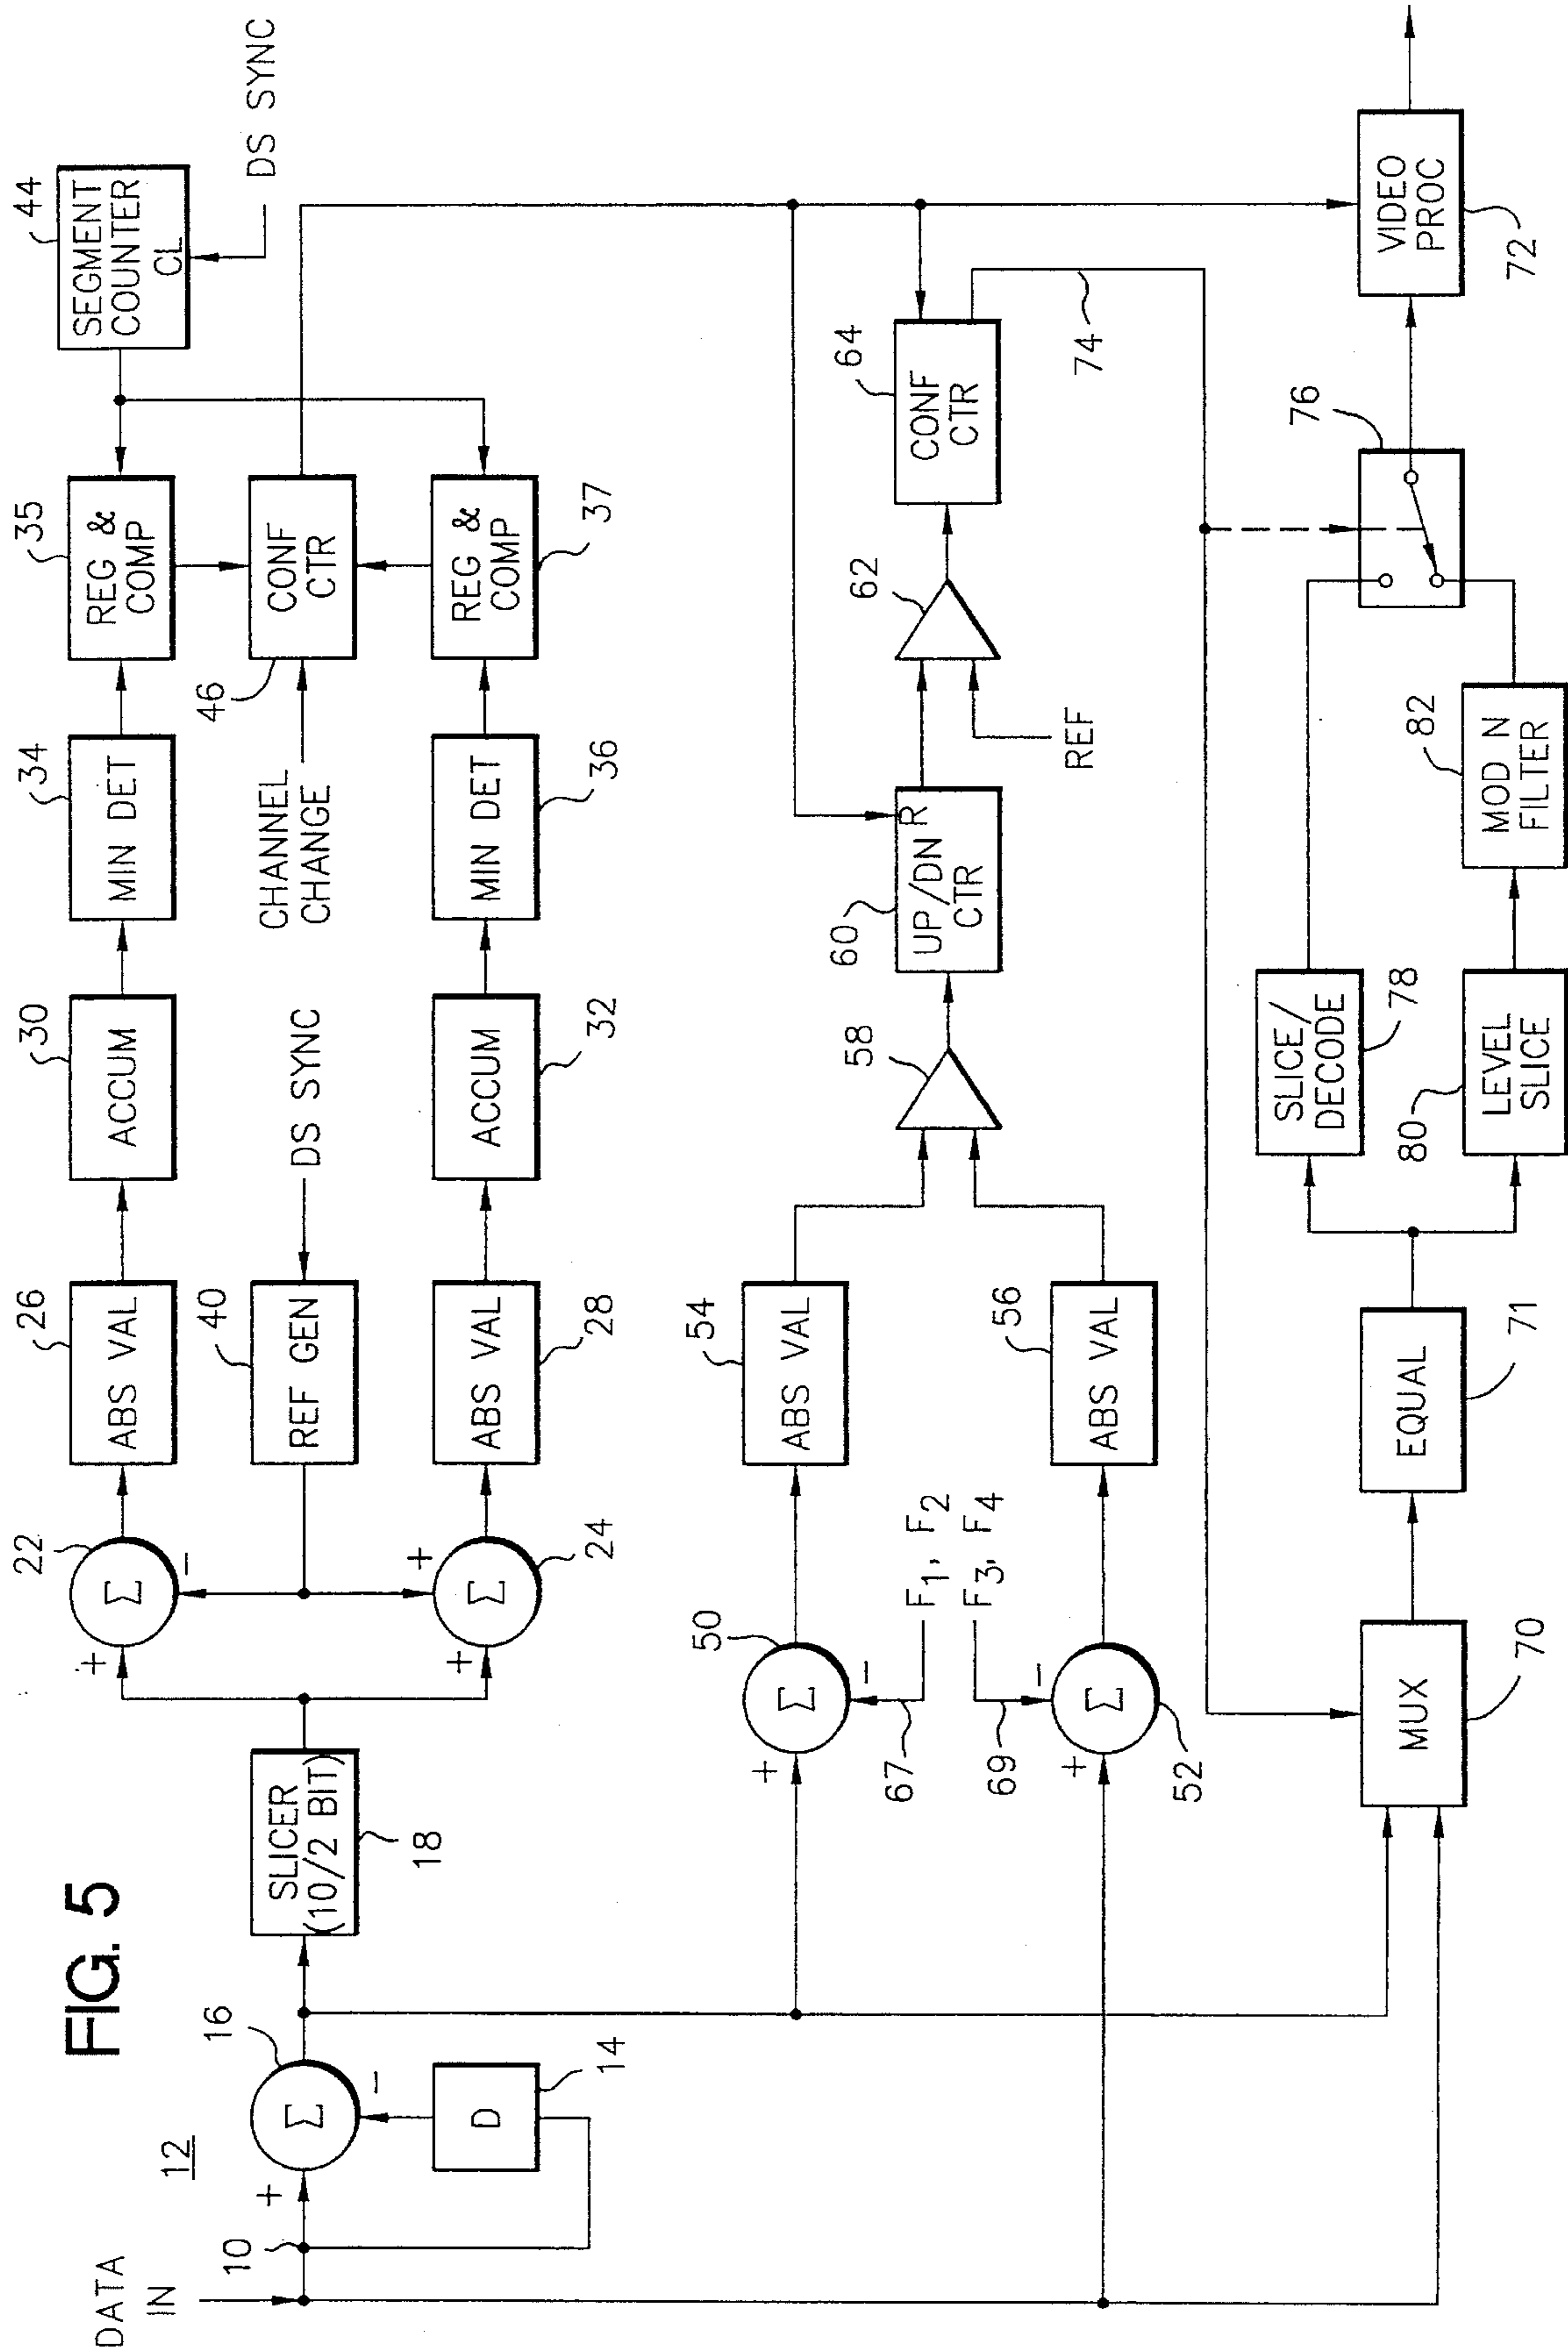 FIG. 5
DATA
IN
10
12
+
Σ
16
−
D
14
SLICER
(10/2 BIT)
18
+
Σ
22
−
+
+
Σ
24
ABS VAL
26
REF GEN
40
DS SYNC
ABS VAL
28
ACCUM
30
ACCUM
32
MIN DET
34
CHANNEL
CHANGE
MIN DET
36
REG &
COMP
35
CONF
CTR
46
REG &
COMP
37
SEGMENT
COUNTER
CL
44
DS SYNC
+
Σ
50
−
67
F1, F2
F3, F4
69
−
+
Σ
52
ABS VAL
54
ABS VAL
56
58
UP/DN
CTR
R
60
62
REF
CONF
CTR
64
74
MUX
70
EQUAL
71
SLICE/
DECODE
78
LEVEL
SLICE
80
MOD N
FILTER
82
76
VIDEO
PROC
72